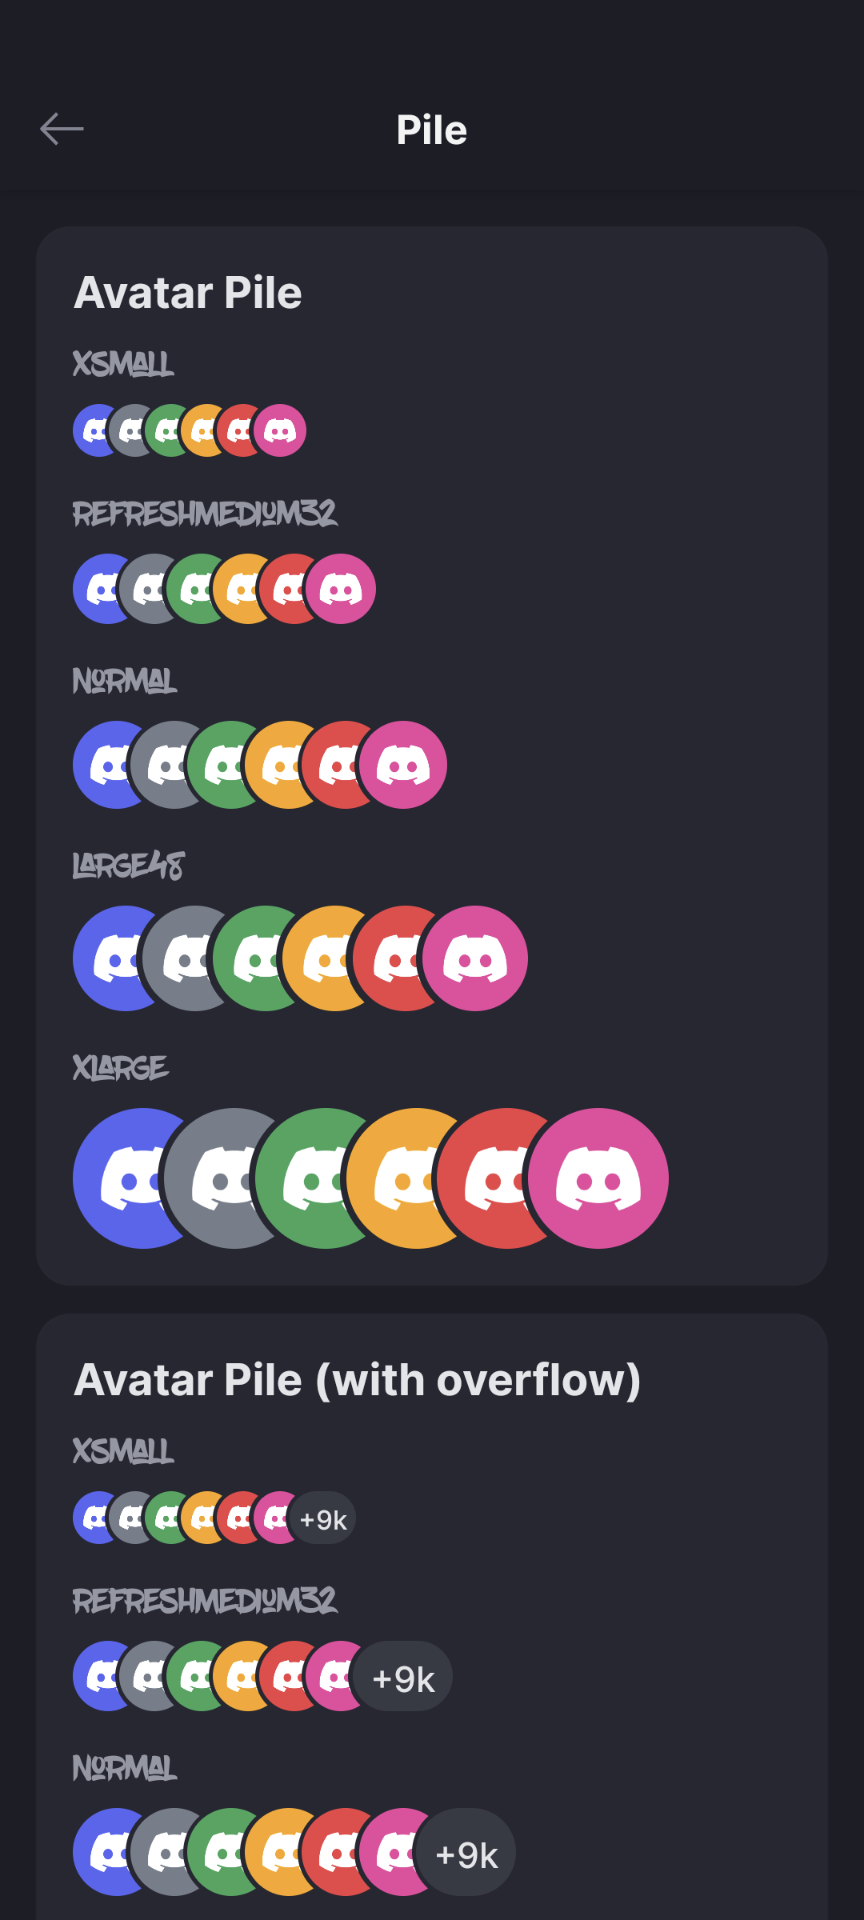 Pile
Avatar Pile
XSMALL
REFRESHMEDIUM32
NORMAL
LARGE48
XLARGE
Avatar Pile (with overflow)
XSMALL
+9k
REFRESHMEDIUM32
+9k
NORMAL
+9k